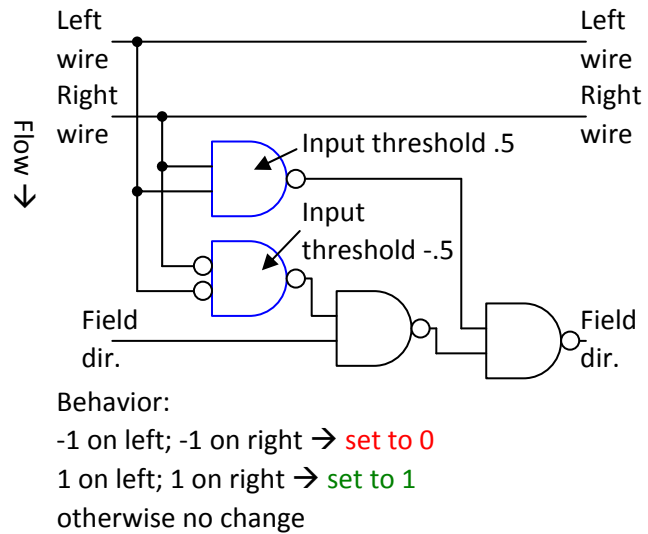 Left
wire
Left
wire
Right
wire
Right
wire
Flow →
Input threshold .5
Input
threshold -.5
Field
dir.
Field
dir.
Behavior:
-1 on left; -1 on right → set to 0
1 on left; 1 on right → set to 1
otherwise no change